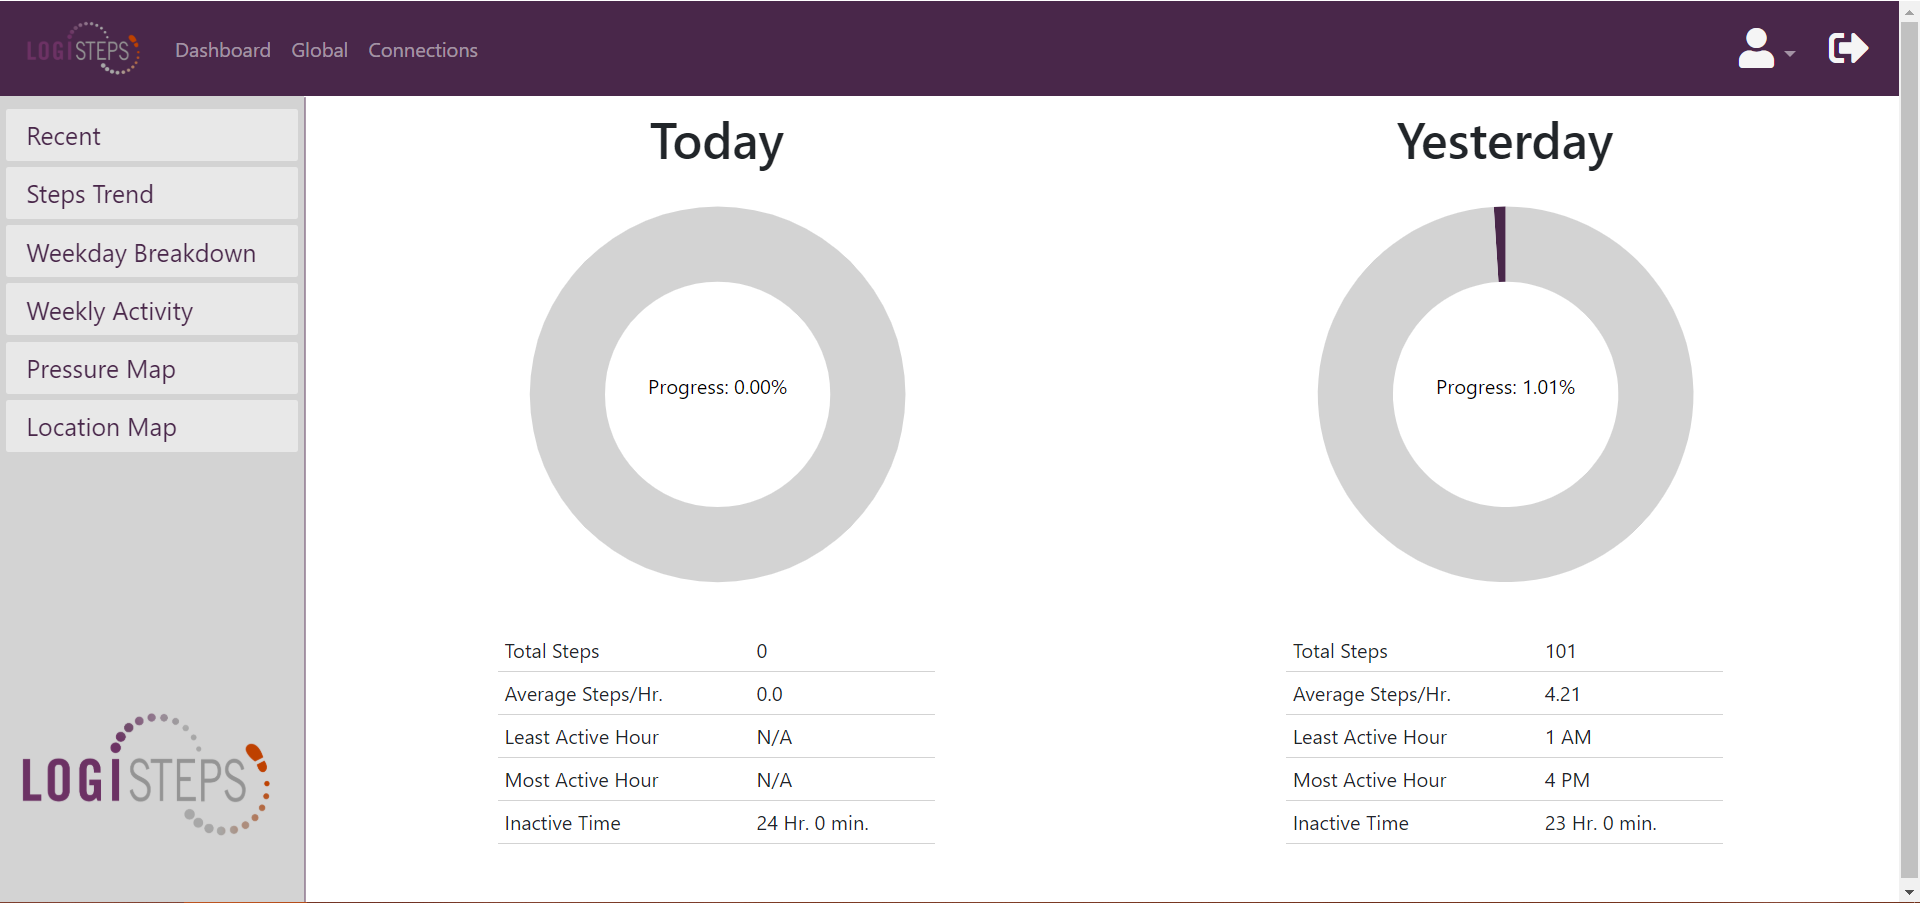 LOGISTEPS Dashboard Global Connections
Recent
Steps Trend
Weekday Breakdown
Weekly Activity
Pressure Map
Location Map
LOGISTEPS
Today
Progress: 0.00%
Total Steps 0
Average Steps/Hr. 0.0
Least Active Hour N/A
Most Active Hour N/A
Inactive Time 24 Hr. 0 min.
Yesterday
Progress: 1.01%
Total Steps 101
Average Steps/Hr. 4.21
Least Active Hour 1 AM
Most Active Hour 4 PM
Inactive Time 23 Hr. 0 min.